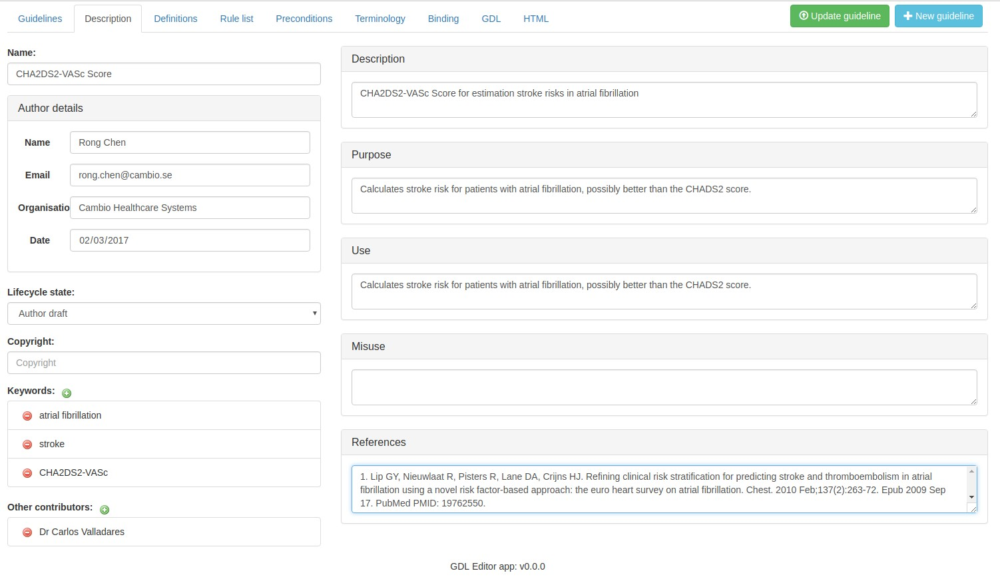 Guidelines Description Definitions Rule list Preconditions Terminology Binding GDL HTML Update guideline New guideline
Name:
CHA2DS2-VASc Score
Author details
Name Rong Chen
Email rong.chen@cambio.se
Organisatio Cambio Healthcare Systems
Date 02/03/2017
Lifecycle state:
Author draft
Copyright:
Copyright
Keywords:
atrial fibrillation
stroke
CHA2DS2-VASc
Other contributors:
Dr Carlos Valladares
Description
CHA2DS2-VASc Score for estimation stroke risks in atrial fibrillation
Purpose
Calculates stroke risk for patients with atrial fibrillation, possibly better than the CHADS2 score.
Use
Calculates stroke risk for patients with atrial fibrillation, possibly better than the CHADS2 score.
Misuse
References
1. Lip GY, Nieuwlaat R, Pisters R, Lane DA, Crijns HJ. Refining clinical risk stratification for predicting stroke and thromboembolism in atrial
fibrillation using a novel risk factor-based approach: the euro heart survey on atrial fibrillation. Chest. 2010 Feb;137(2):263-72. Epub 2009 Sep
17. PubMed PMID: 19762550.
GDL Editor app: v0.0.0